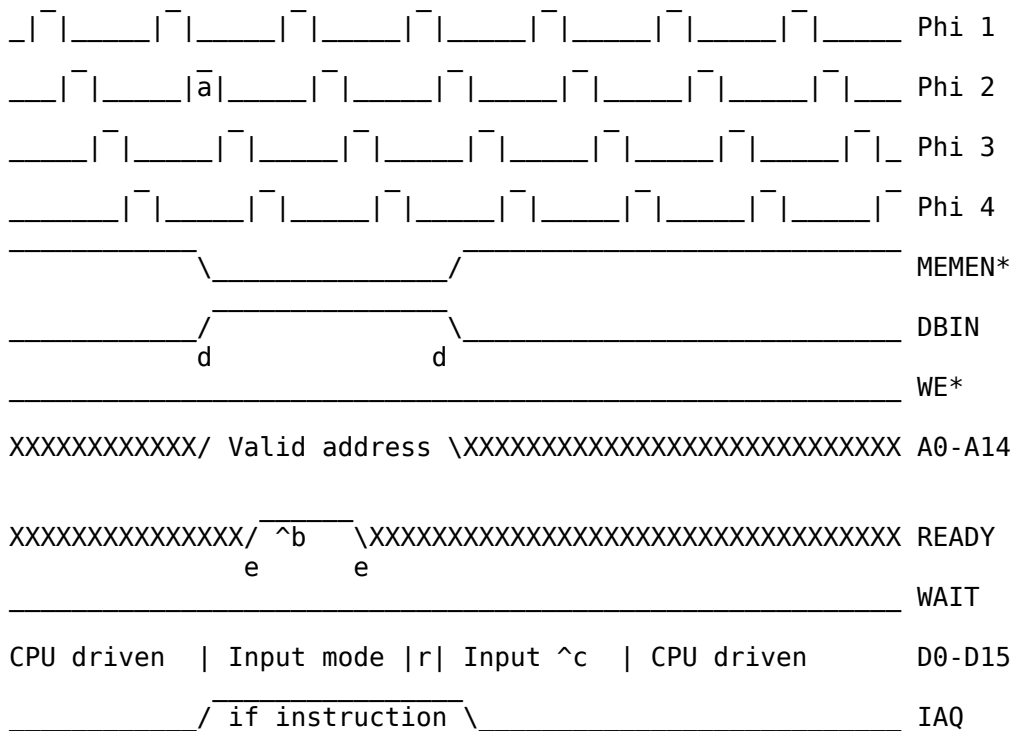 Phi 1
a Phi 2
Phi 3
Phi 4
MEMEN*
DBIN
d d
WE*
XXXXXXXXXXXX/ Valid address \XXXXXXXXXXXXXXXXXXXXXXXXXXXX A0-A14
XXXXXXXXXXXXXXX/ ^b \XXXXXXXXXXXXXXXXXXXXXXXXXXXXXXXXXX READY
e e
WAIT
CPU driven | Input mode |r| Input ^c | CPU driven D0-D15
/ if instruction \ IAQ